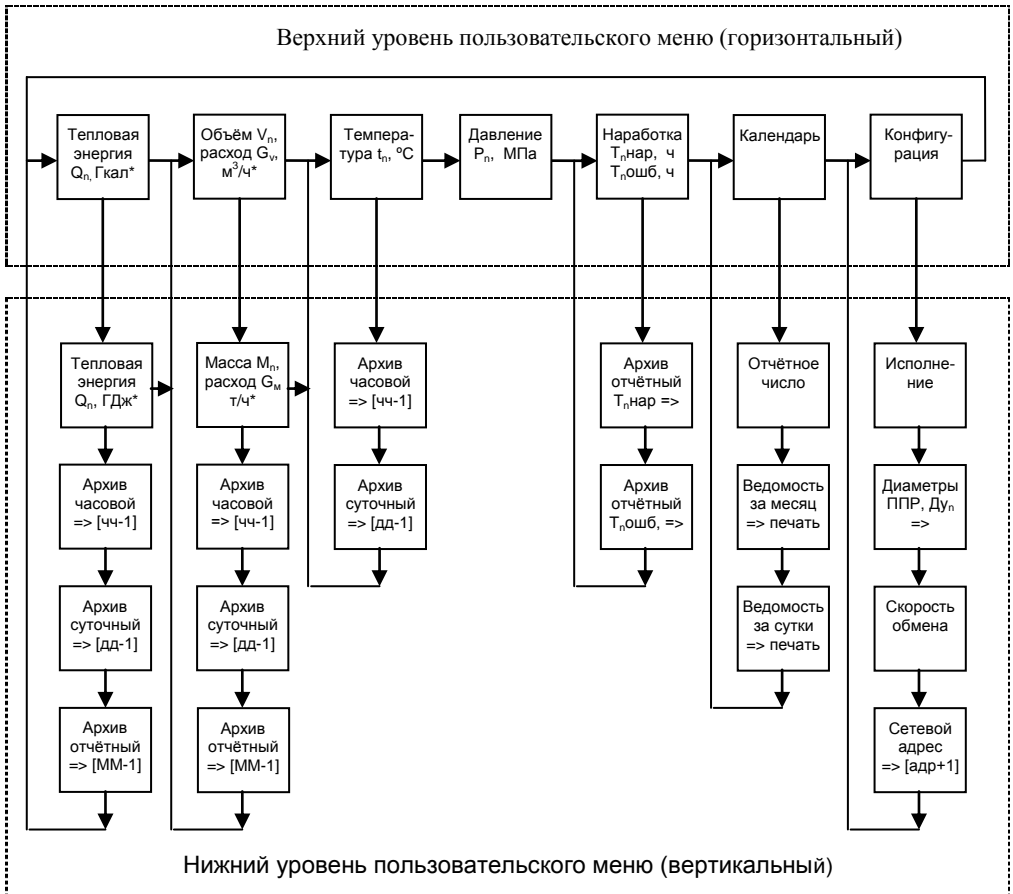 Верхний уровень пользовательского меню (горизонтальный)
Тепловая
энергия
Qn, Гкал*
Объём Vn,
расход Gv,
м³/ч*
Темпера-
тура tn, ºС
Давление
Pn, МПа
Наработка
Tnнар, ч
Tnошб, ч
Календарь
Конфигу-
рация
Тепловая
энергия
Qn, ГДж*
Масса Mn,
расход Gм
т/ч*
Архив
часовой
=> [чч-1]
Архив
отчётный
Tnнар =>
Отчётное
число
Исполне-
ние
Архив
часовой
=> [чч-1]
Архив
часовой
=> [чч-1]
Архив
суточный
=> [дд-1]
Архив
отчётный
Tnошб, =>
Ведомость
за месяц
=> печать
Диаметры
ППР, Дуn
=>
Архив
суточный
=> [дд-1]
Архив
суточный
=> [дд-1]
Ведомость
за сутки
=> печать
Скорость
обмена
Архив
отчётный
=> [ММ-1]
Архив
отчётный
=> [ММ-1]
Сетевой
адрес
=> [адр+1]
Нижний уровень пользовательского меню (вертикальный)